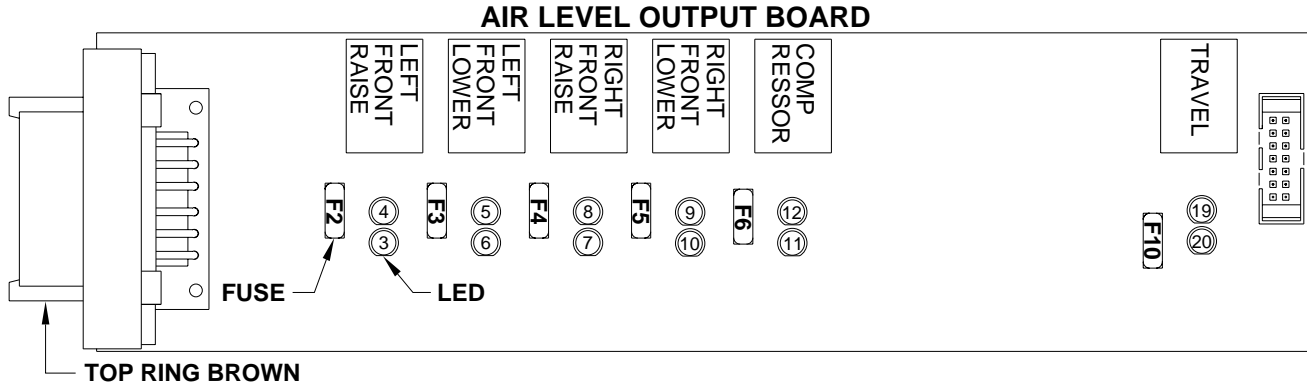 AIR LEVEL OUTPUT BOARD
LEFT
FRONT
RAISE
LEFT
FRONT
LOWER
RIGHT
FRONT
RAISE
RIGHT
FRONT
LOWER
COMP
RESSOR
TRAVEL
F2
4
3
F3
5
6
F4
8
7
F5
9
10
F6
12
11
F10
19
20
FUSE
LED
TOP RING BROWN